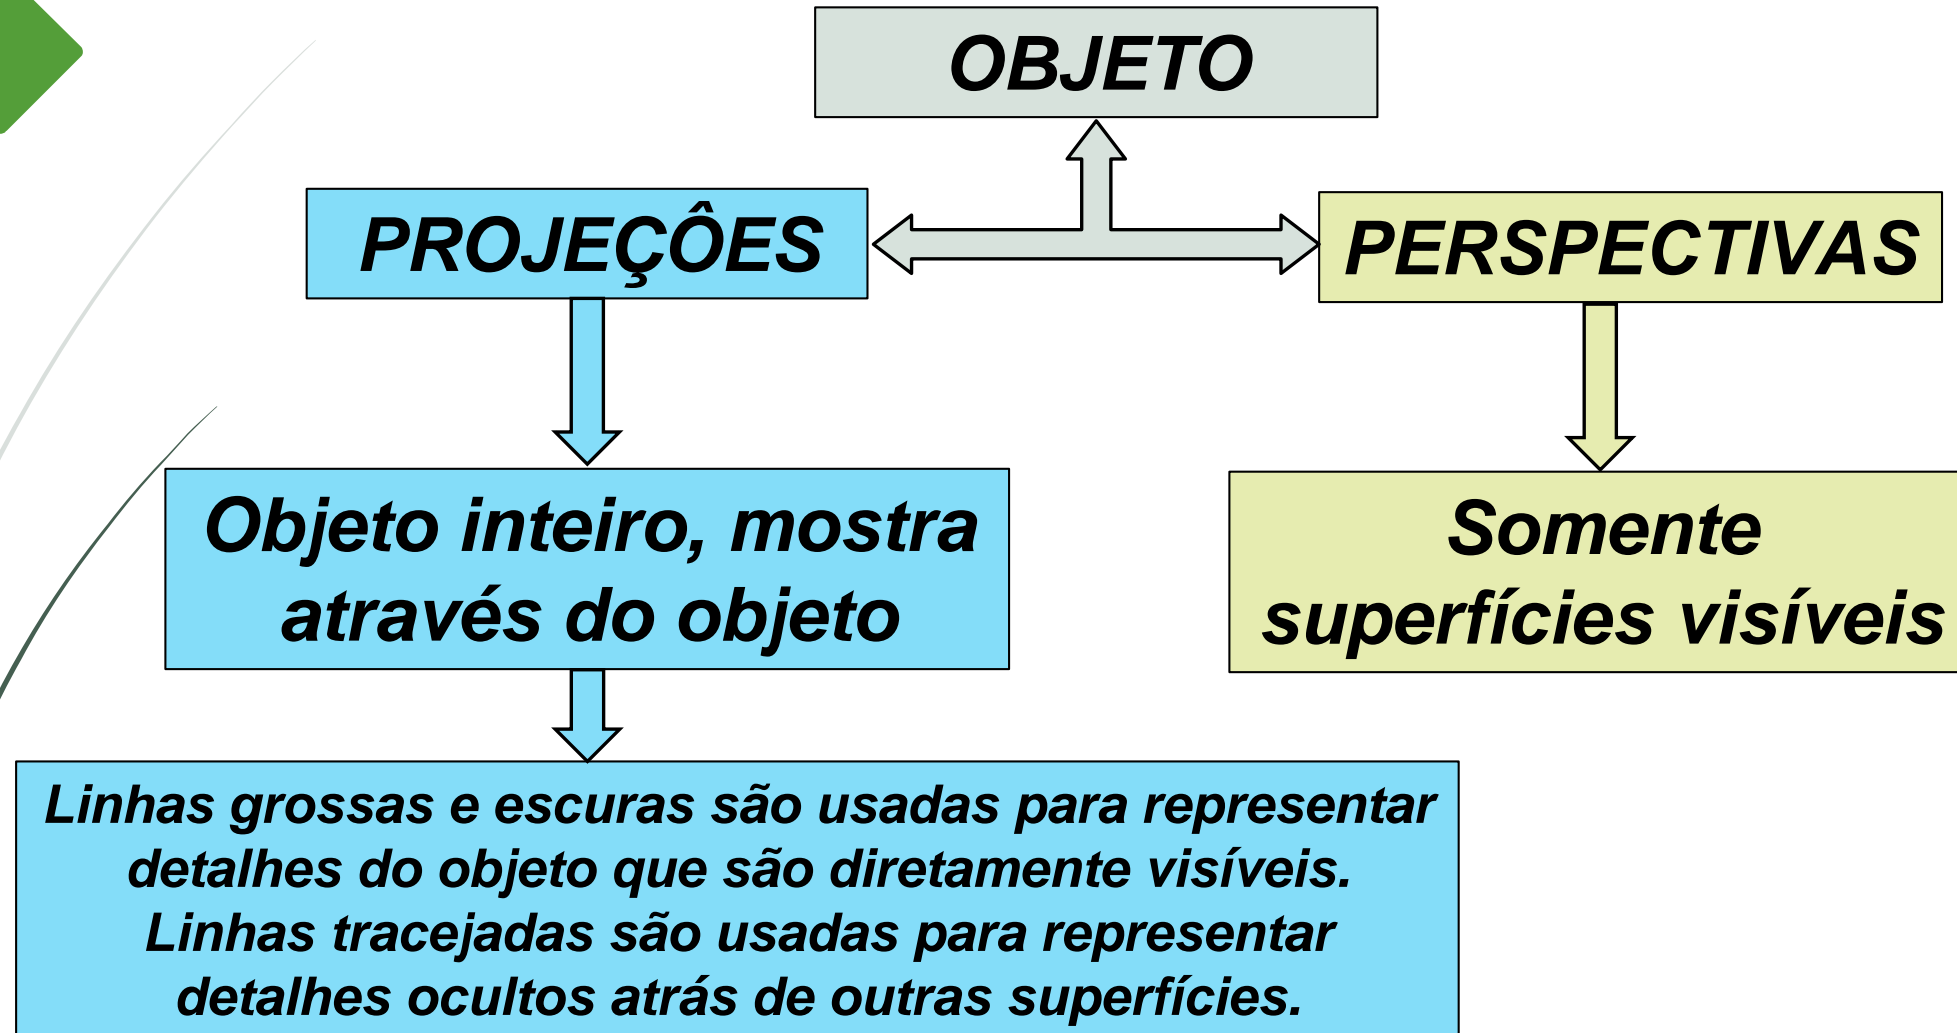 OBJETO
PROJEÇÔES
PERSPECTIVAS
Objeto inteiro, mostra
através do objeto
Somente
superfícies visíveis
Linhas grossas e escuras são usadas para representar
detalhes do objeto que são diretamente visíveis.
Linhas tracejadas são usadas para representar
detalhes ocultos atrás de outras superfícies.